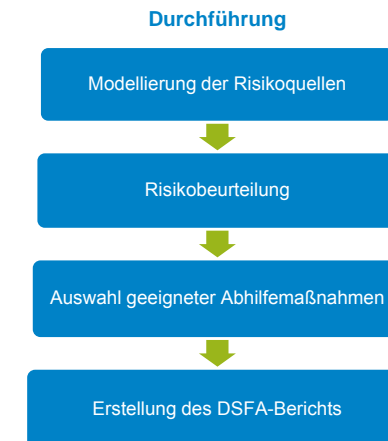 Durchführung
Modellierung der Risikoquellen
Risikobeurteilung
Auswahl geeigneter Abhilfemaßnahmen
Erstellung des DSFA-Berichts